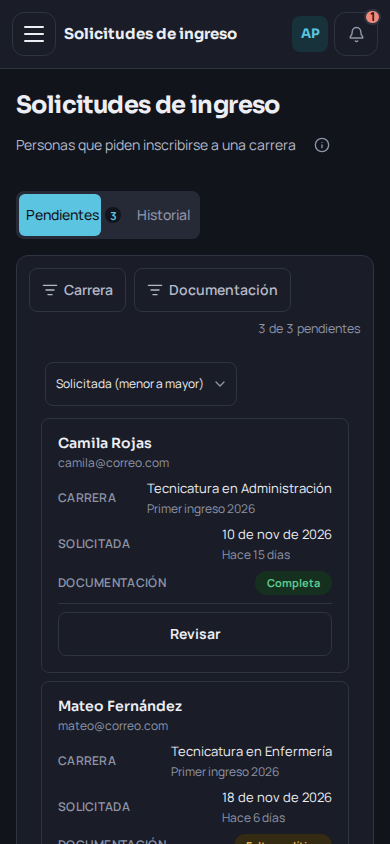 Solicitudes de ingreso
AP
1
Solicitudes de ingreso
Personas que piden inscribirse a una carrera
Pendientes 3
Historial
Carrera
Documentación
3 de 3 pendientes
Solicitada (menor a mayor)
Camila Rojas
camila@correo.com
CARRERA
Tecnicatura en Administración
Primer ingreso 2026
SOLICITADA
10 de nov de 2026
Hace 15 días
DOCUMENTACIÓN
Completa
Revisar
Mateo Fernández
mateo@correo.com
CARRERA
Tecnicatura en Enfermería
Primer ingreso 2026
SOLICITADA
18 de nov de 2026
Hace 6 días
DOCUMENTACIÓN